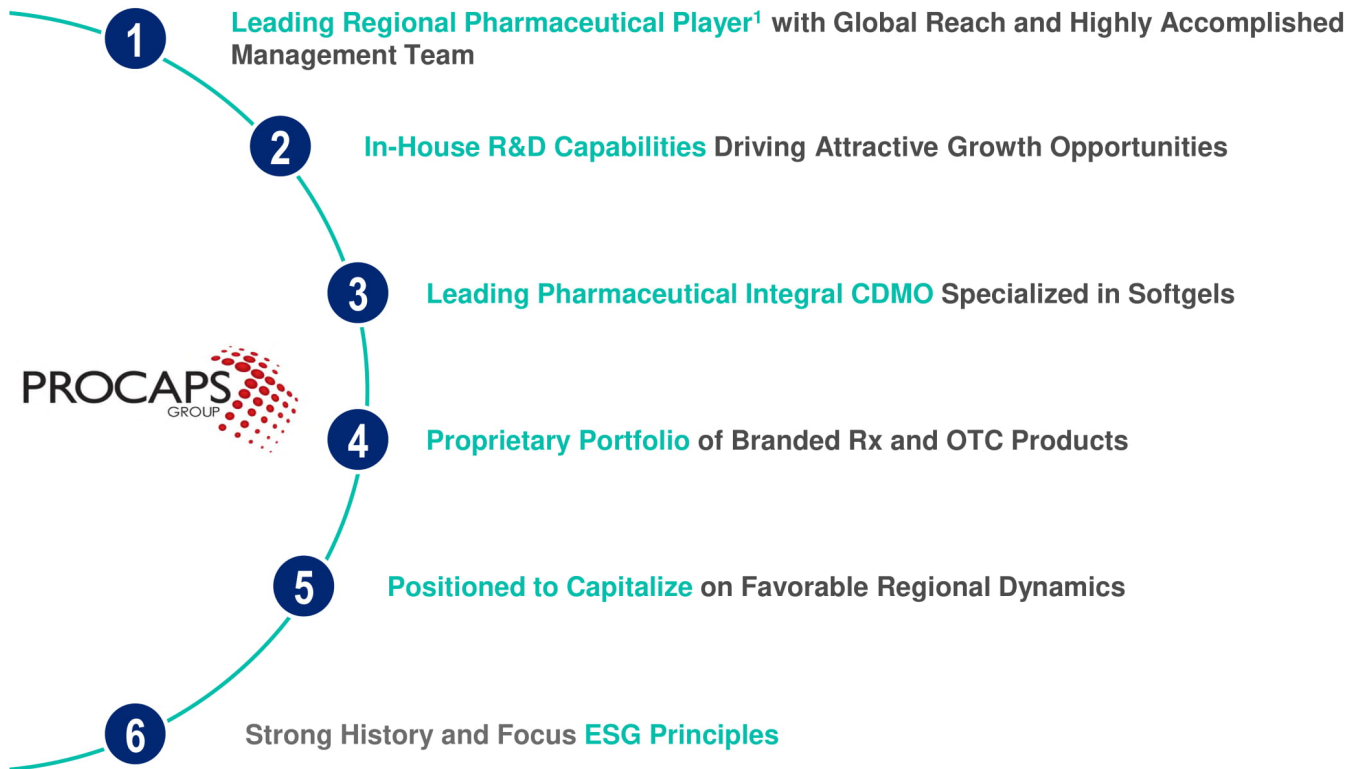 1
Leading Regional Pharmaceutical Player¹ with Global Reach and Highly Accomplished
Management Team
2
In-House R&D Capabilities Driving Attractive Growth Opportunities
3
Leading Pharmaceutical Integral CDMO Specialized in Softgels
PROCAPS
GROUP
4
Proprietary Portfolio of Branded Rx and OTC Products
5
Positioned to Capitalize on Favorable Regional Dynamics
6
Strong History and Focus ESG Principles